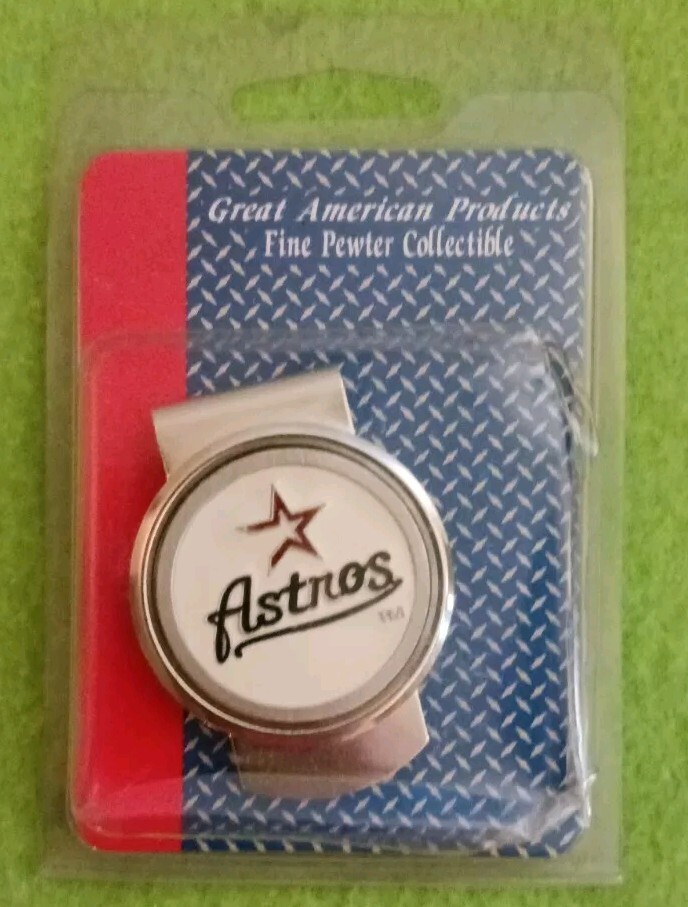 Great American Products
Fine Pewter Collectible
Astros